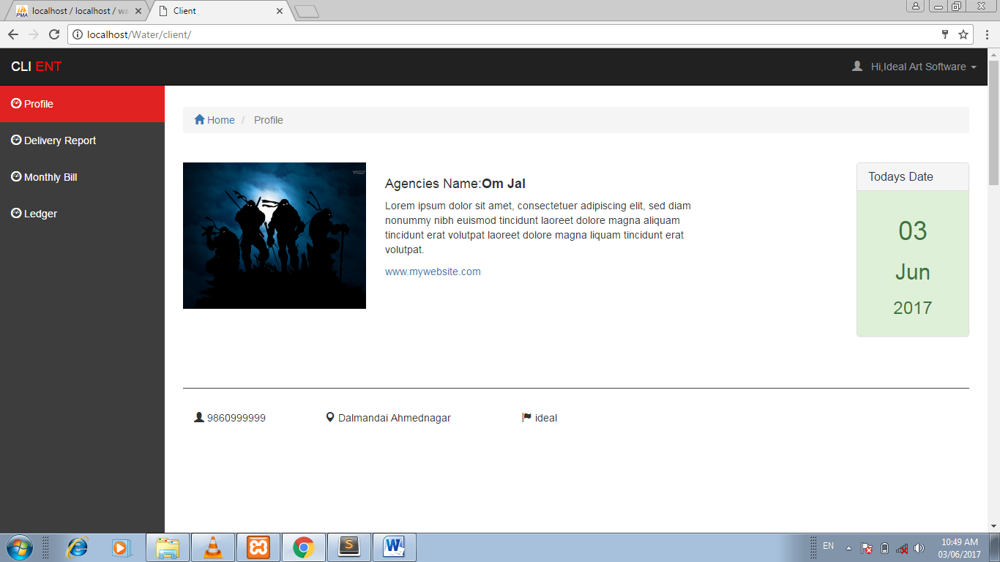 localhost / localhost / wa
Client
localhost/Water/client/
CLI ENT
Hi,Ideal Art Software
Profile
Delivery Report
Monthly Bill
Ledger
Home / Profile
Agencies Name:Om Jal
Lorem ipsum dolor sit amet, consectetuer adipiscing elit, sed diam
nonummy nibh euismod tincidunt laoreet dolore magna aliquam
tincidunt erat volutpat laoreet dolore magna liquam tincidunt erat
volutpat.
www.mywebsite.com
Todays Date
03
Jun
2017
9860999999
Dalmandai Ahmednagar
ideal
EN
10:49 AM
03/06/2017